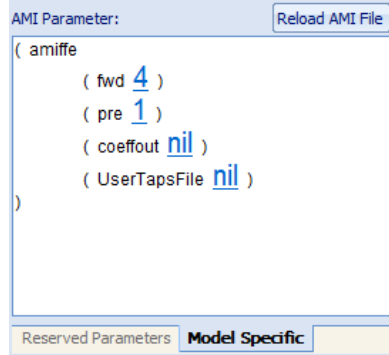 AMI Parameter: Reload AMI File
( amiffe
( fwd 4 )
( pre 1 )
( coeffout nil )
( UserTapsFile nil )
)
Reserved Parameters Model Specific